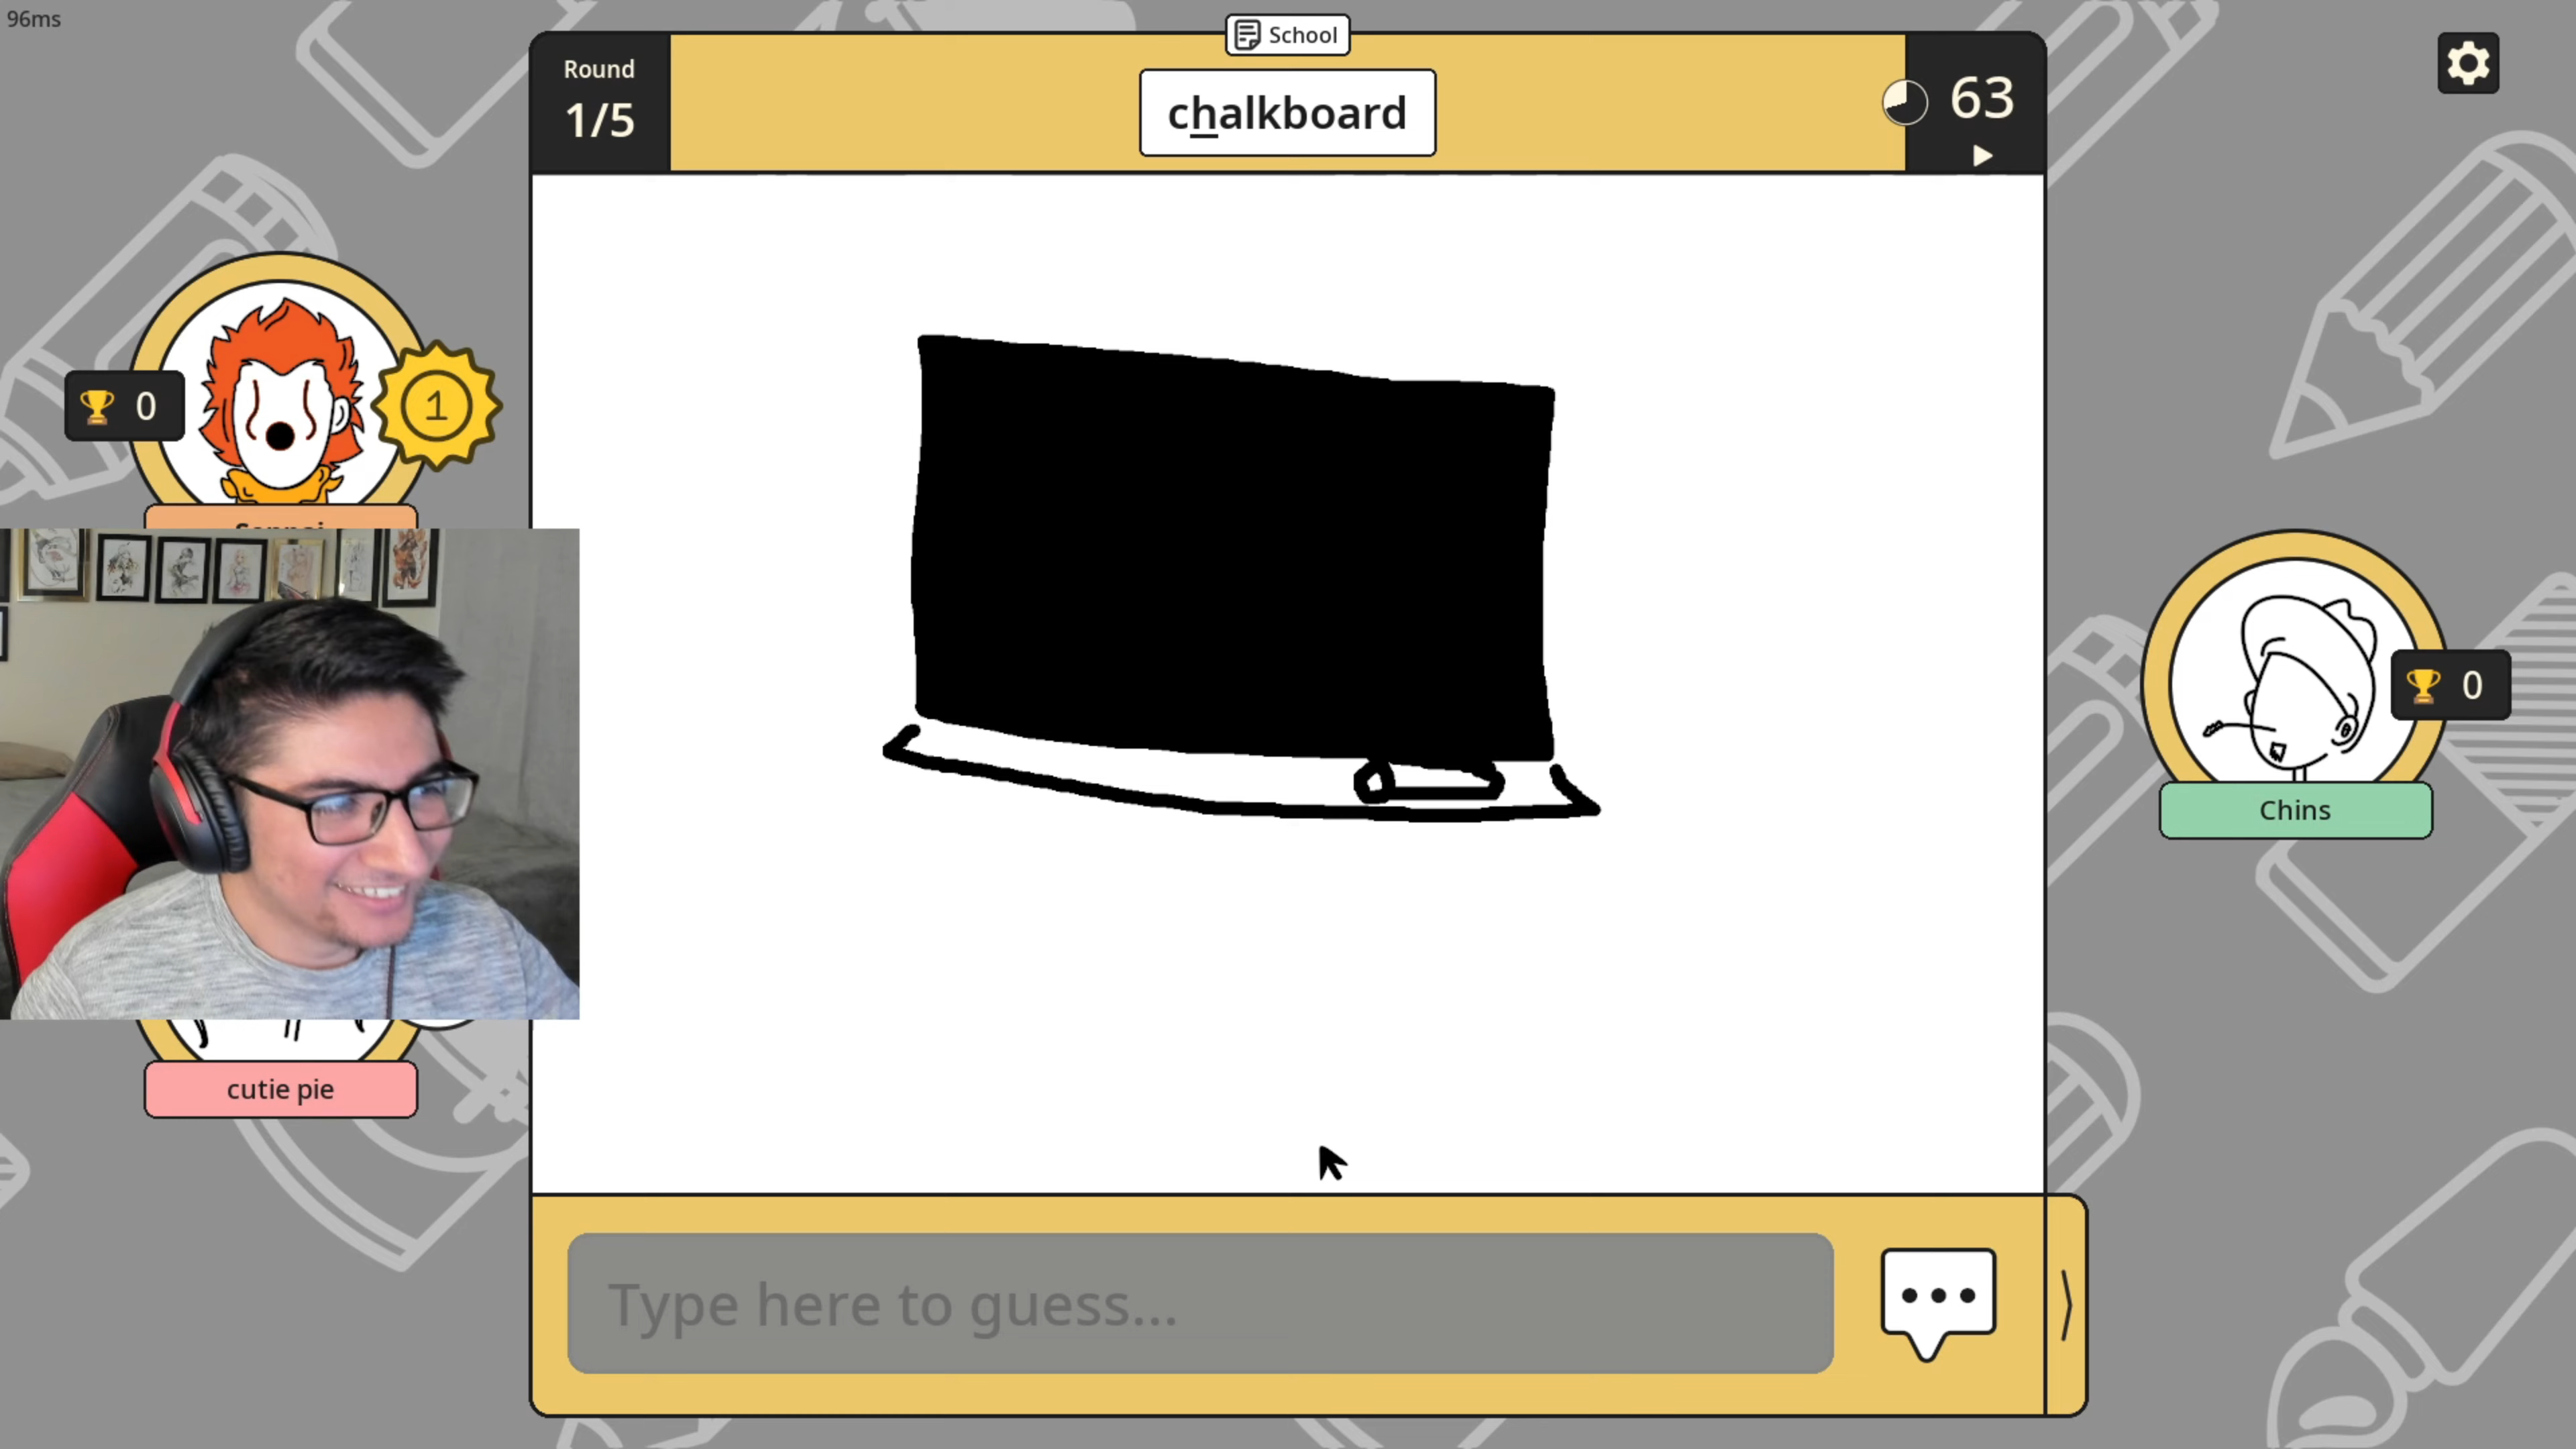 96ms
School
Round
1/5
chalkboard
63
0
1
0
Chins
cutie pie
Type here to guess...